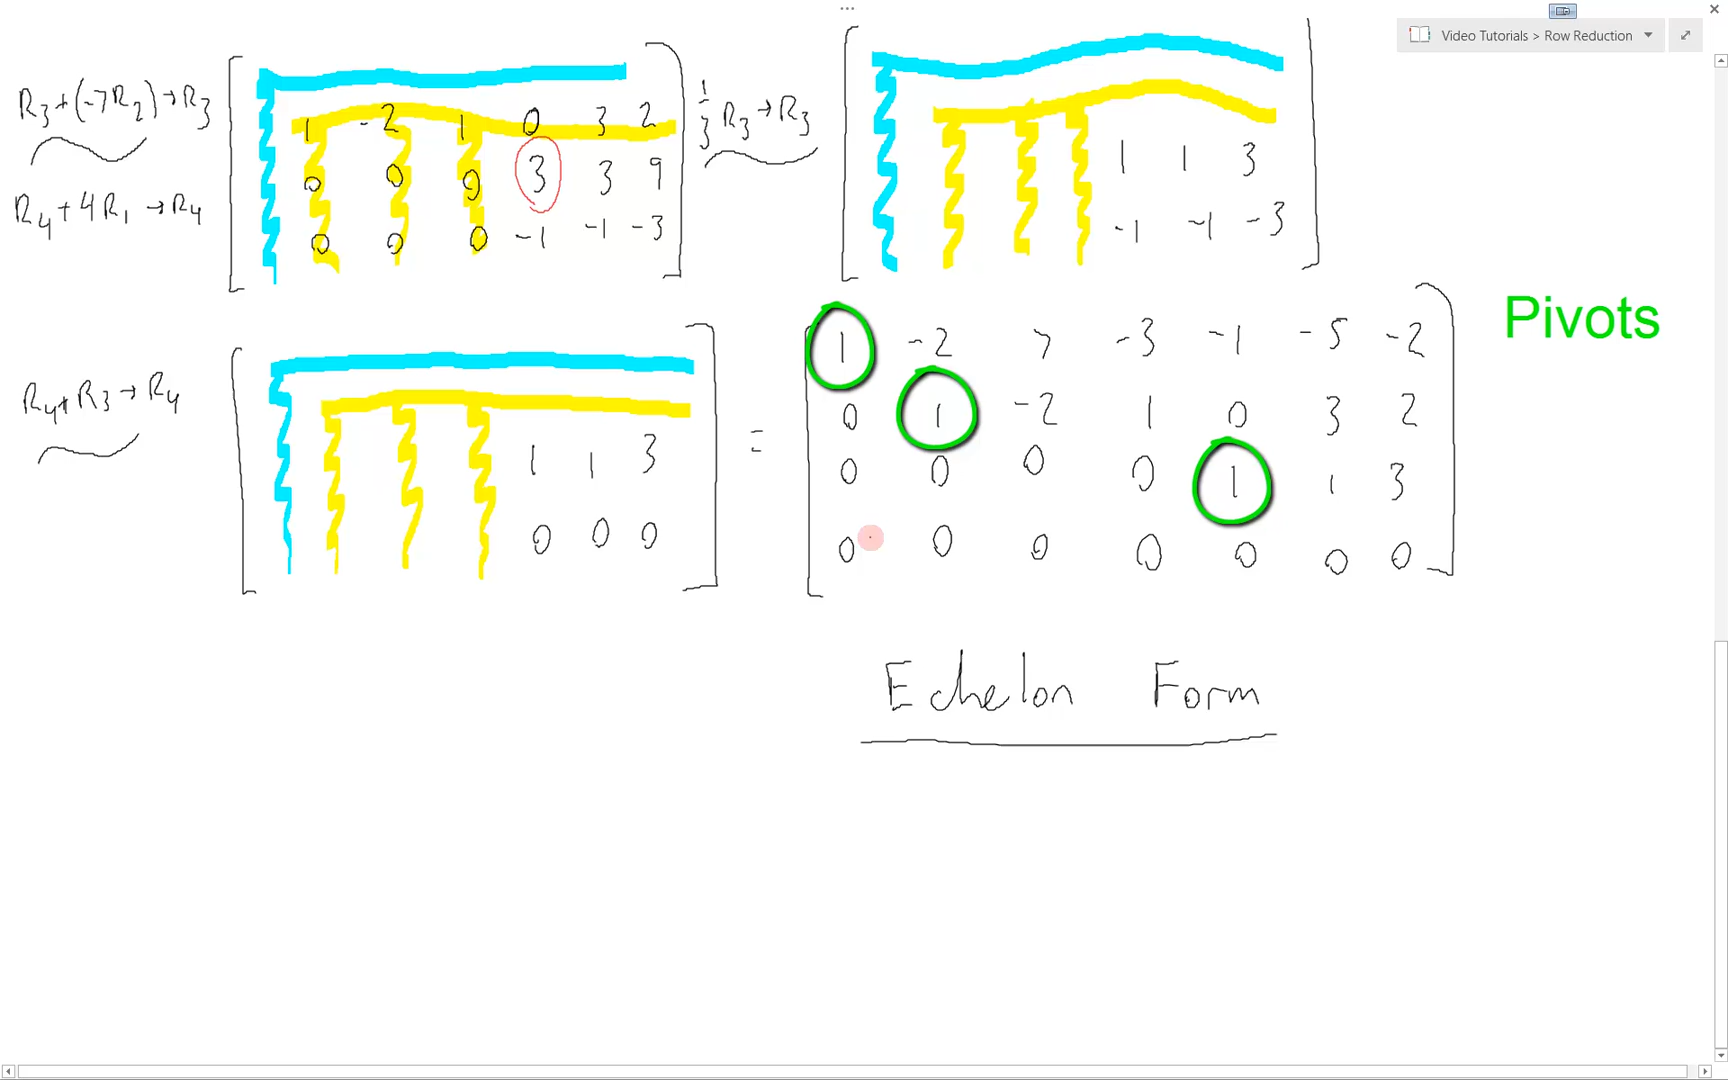 Video Tutorials > Row Reduction
R3+(-7R2)→R3
R4+4R1→R4
1 -2 1 0 3 2
0 0 0 3 3 9
0 0 0 -1 -1 -3
1/3 R3→R3
1 1 3
-1 -1 -3
R4+R3→R4
1 1 3
0 0 0
=
1 -2 7 -3 -1 -5 -2
0 1 -2 1 0 3 2
0 0 0 0 1 1 3
0 0 0 0 0 0 0
Pivots
Echelon Form